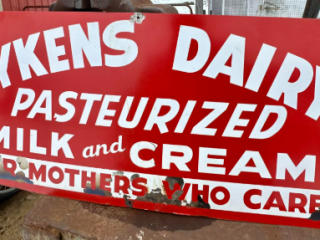 YKENS DAIRY
PASTEURIZED
MILK and CREAM
R MOTHERS WHO CARE